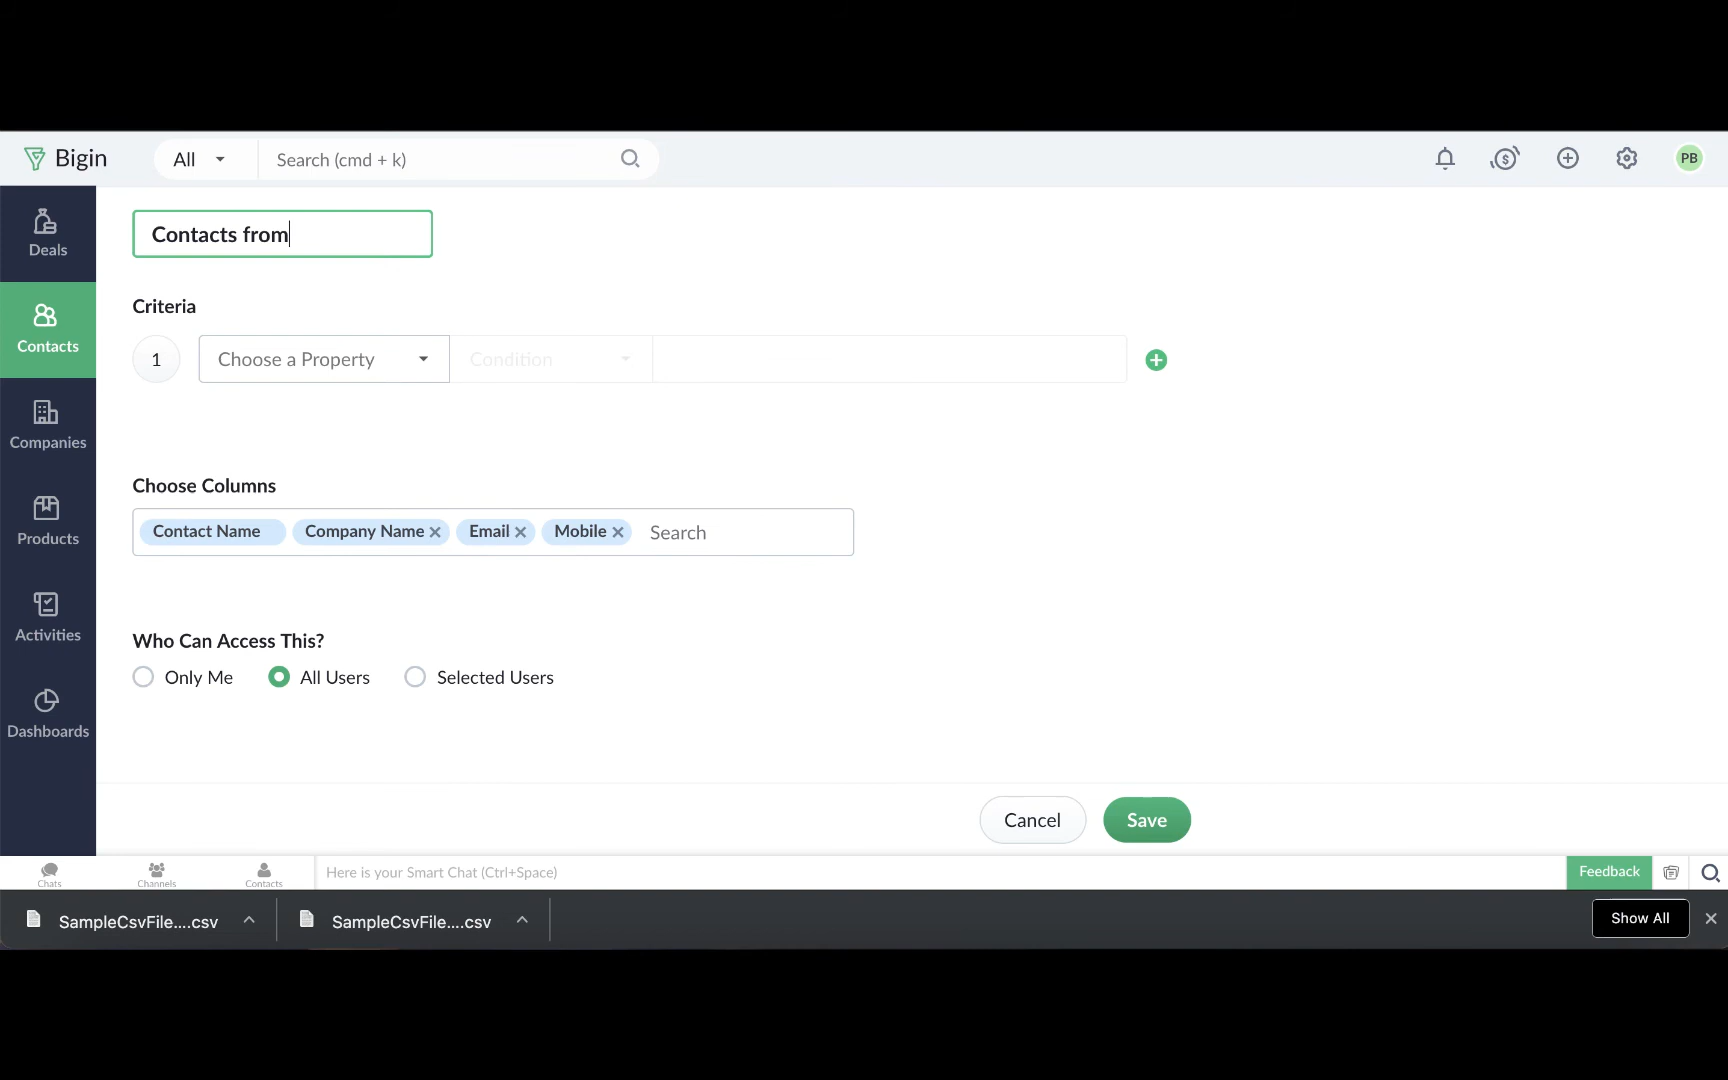 Bigin
All
Search (cmd + k)
PB
Deals
Contacts
Companies
Products
Activities
Dashboards
Contacts from
Criteria
1
Choose a Property
Condition
Choose Columns
Contact Name
Company Name
Email
Mobile
Search
Who Can Access This?
Only Me
All Users
Selected Users
Cancel
Save
Chats
Channels
Contacts
Here is your Smart Chat (Ctrl+Space)
Feedback
SampleCsvFile....csv
SampleCsvFile....csv
Show All